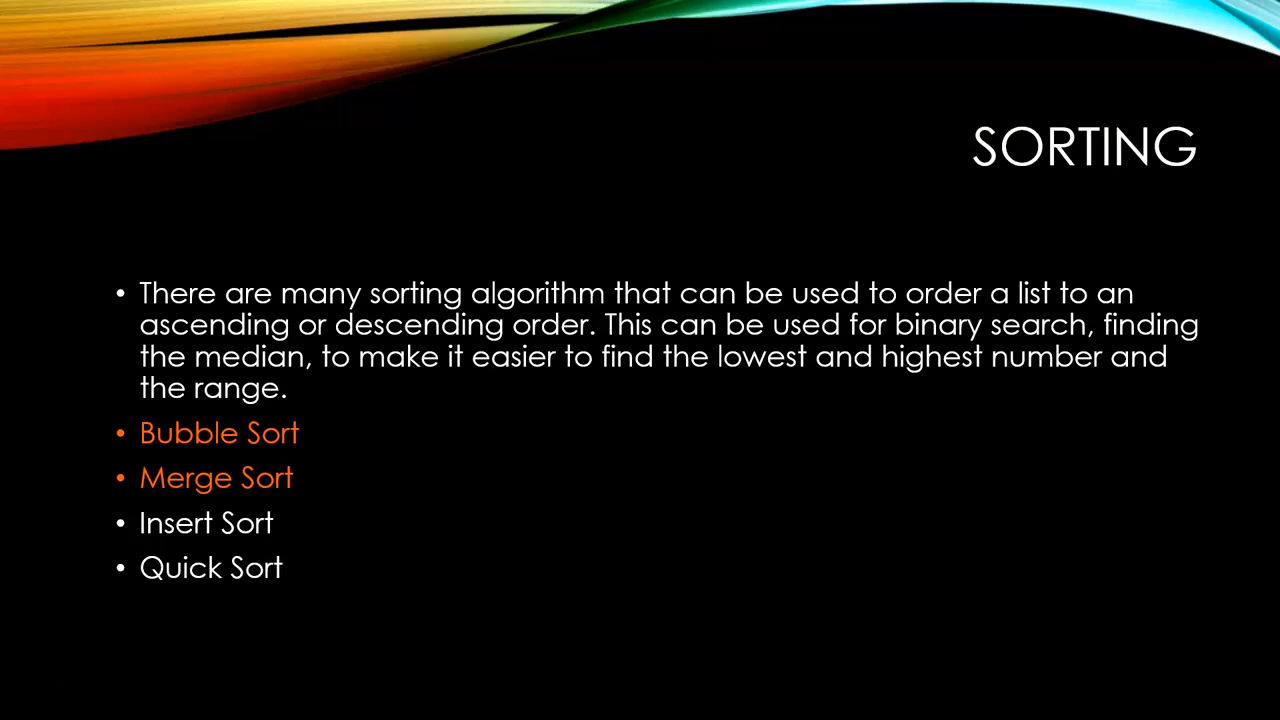 SORTING
• There are many sorting algorithm that can be used to order a list to an
ascending or descending order. This can be used for binary search, finding
the median, to make it easier to find the lowest and highest number and
the range.
• Bubble Sort
• Merge Sort
• Insert Sort
• Quick Sort